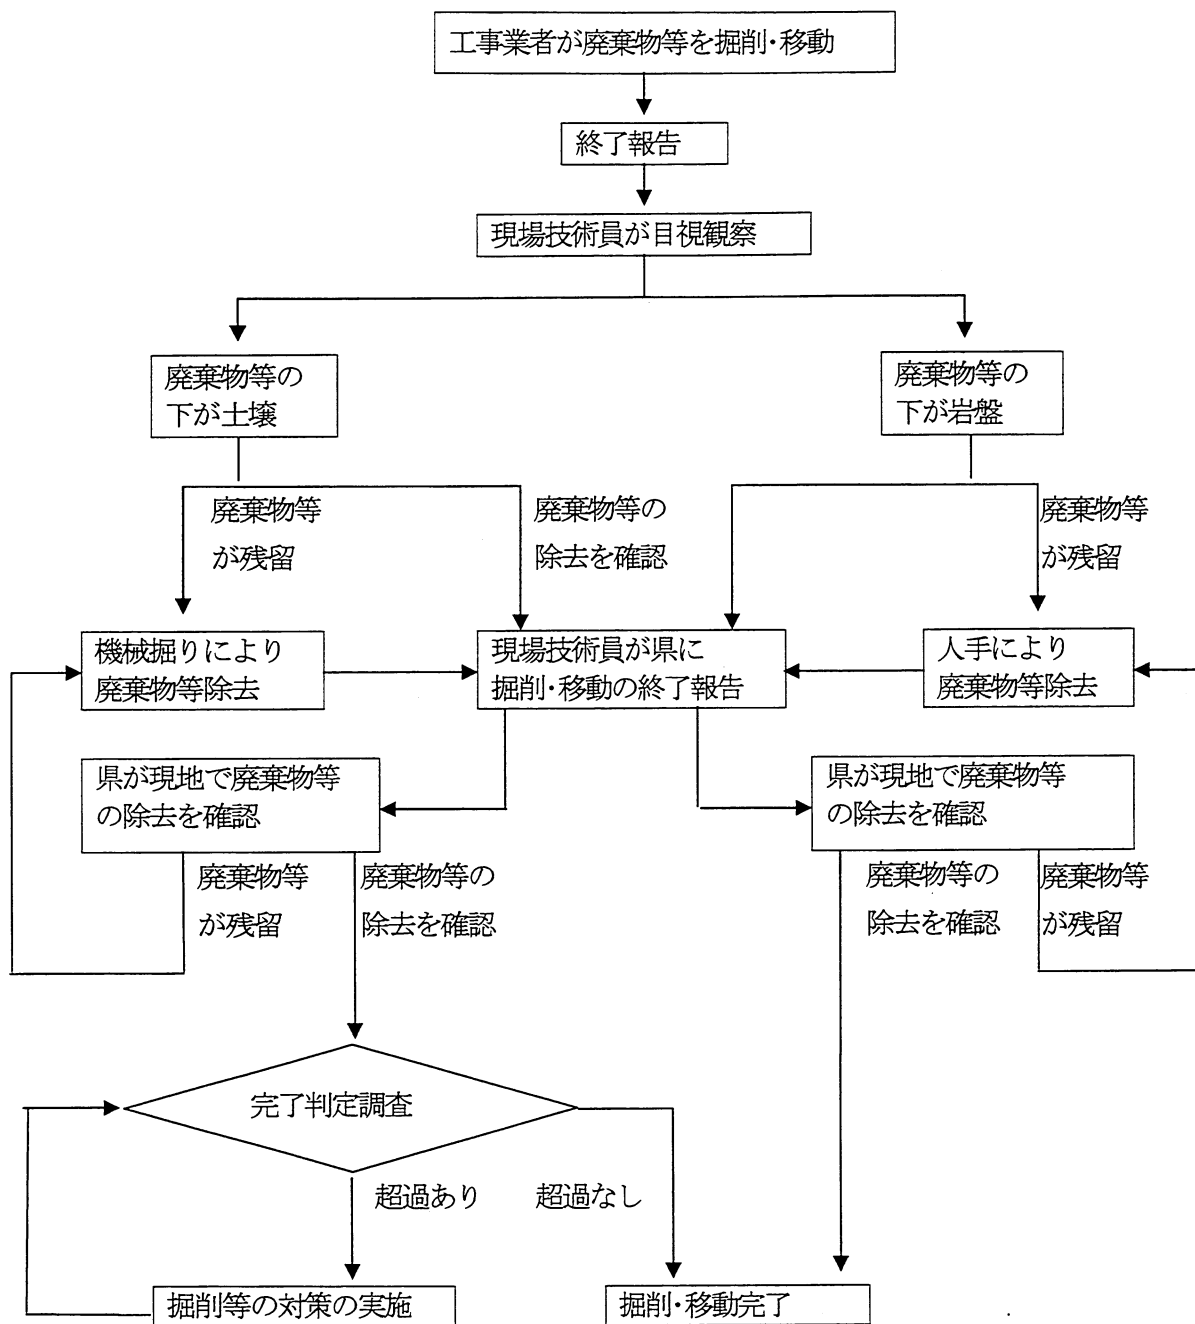 工事業者が廃棄物等を掘削・移動
終了報告
現場技術員が目視観察
廃棄物等の
下が土壌
廃棄物等の
下が岩盤
廃棄物等
が残留
廃棄物等の
除去を確認
廃棄物等
が残留
機械掘りにより
廃棄物等除去
現場技術員が県に
掘削・移動の終了報告
人手により
廃棄物等除去
県が現地で廃棄物等
の除去を確認
県が現地で廃棄物等
の除去を確認
廃棄物等
が残留
廃棄物等の
除去を確認
廃棄物等の
除去を確認
廃棄物等
が残留
完了判定調査
超過あり
超過なし
掘削等の対策の実施
掘削・移動完了